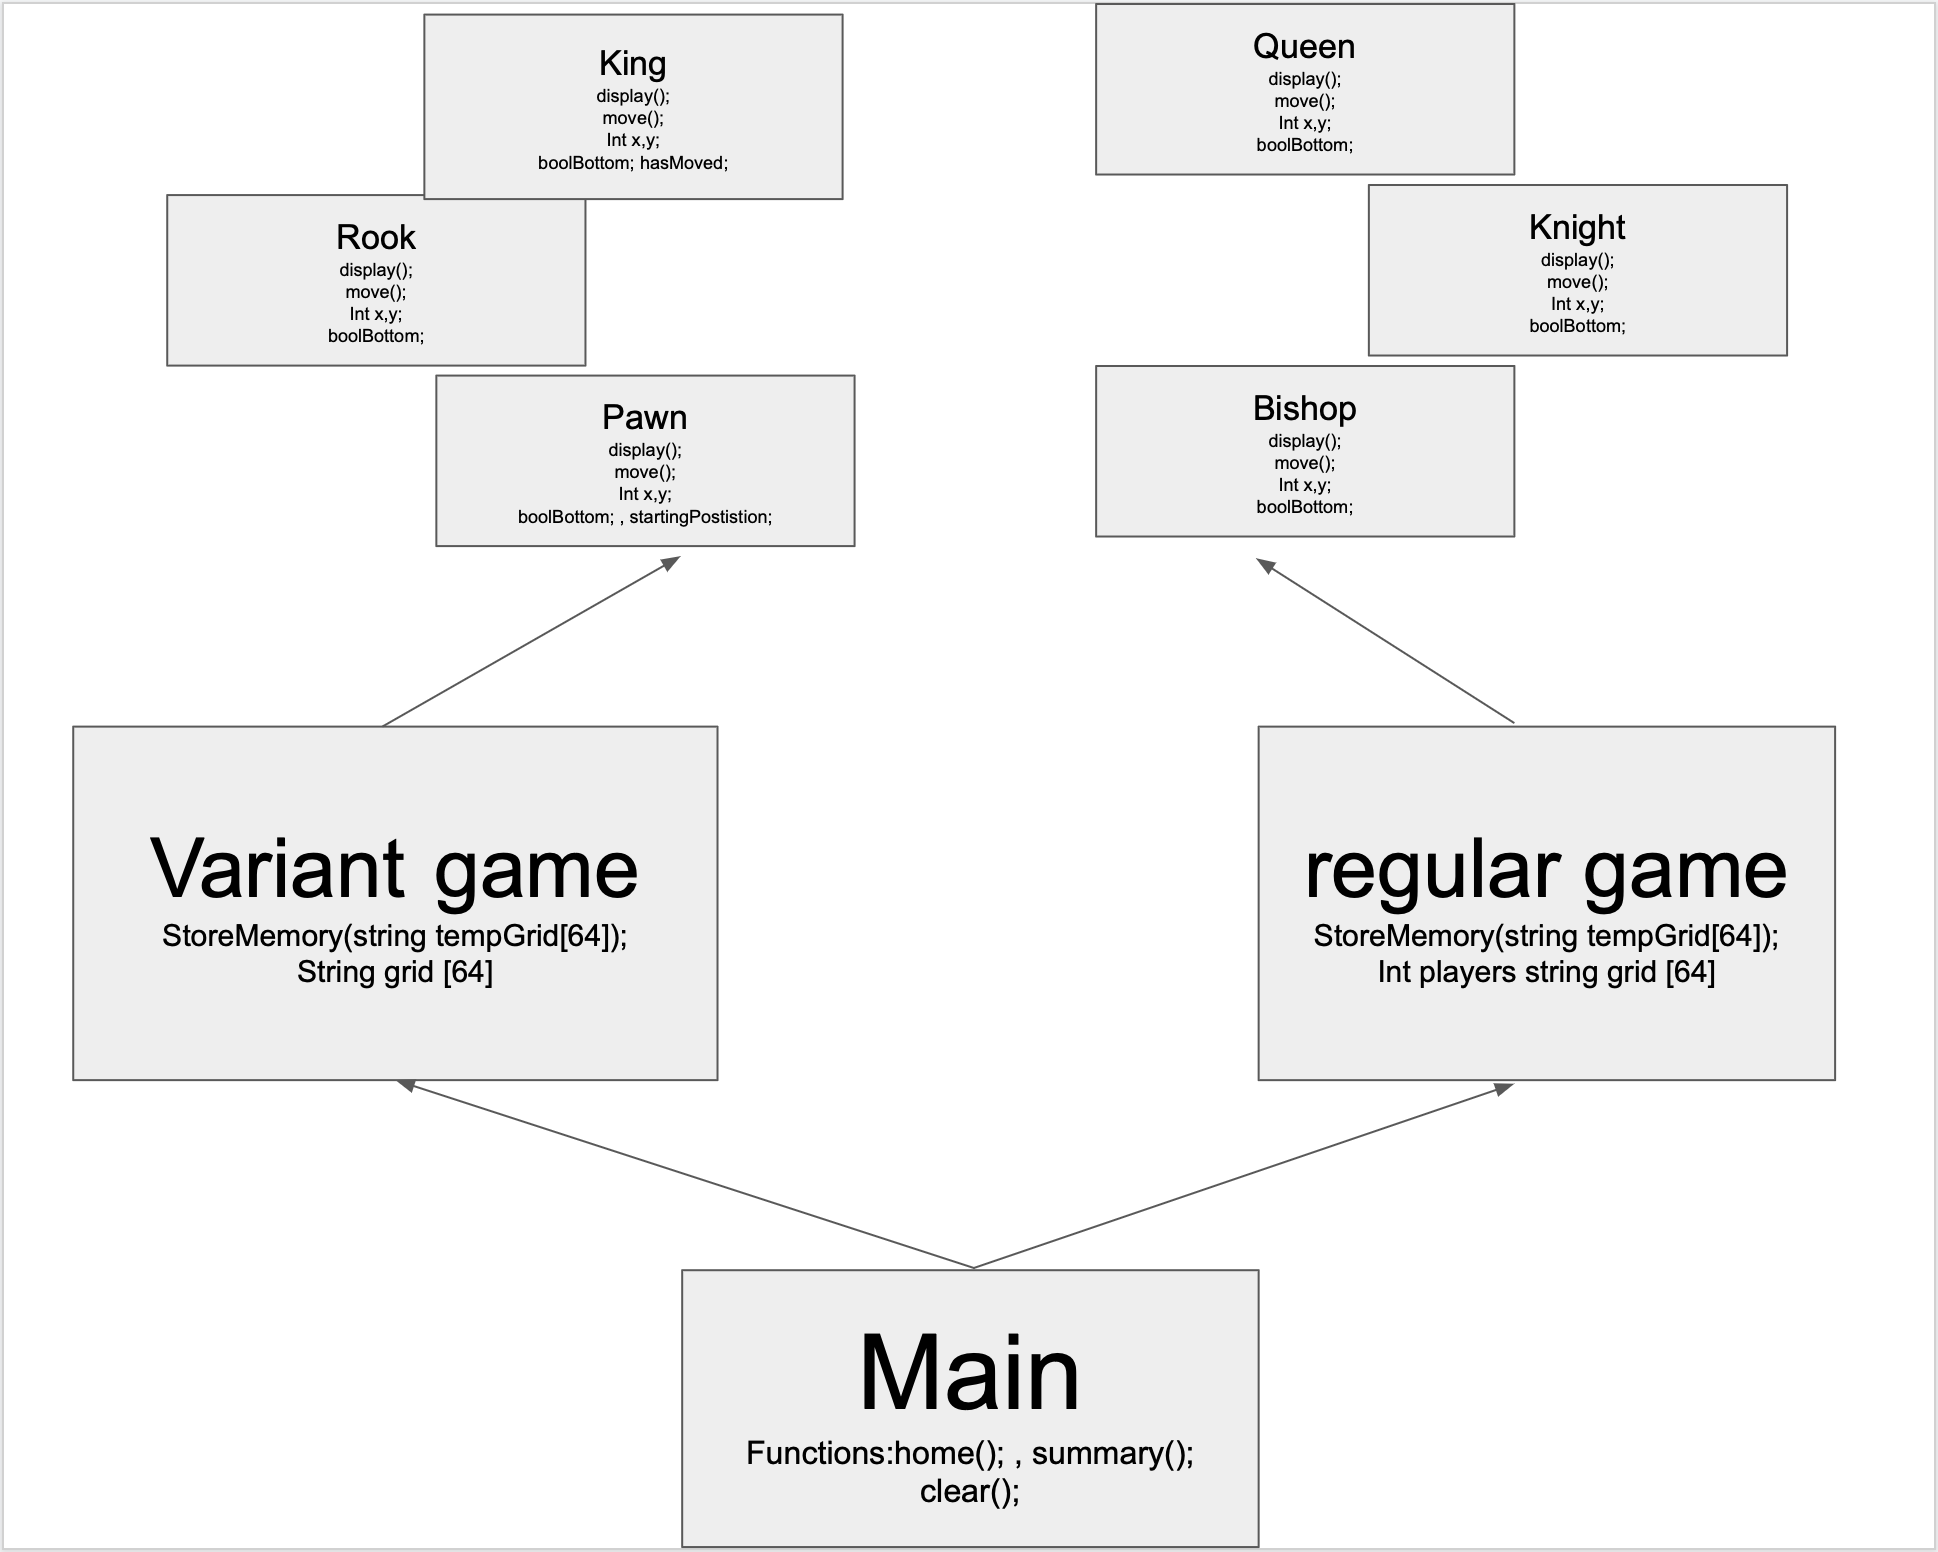 King
display();
move();
Int x,y;
boolBottom; hasMoved;
Queen
display();
move();
Int x,y;
boolBottom;
Rook
display();
move();
Int x,y;
boolBottom;
Knight
display();
move();
Int x,y;
boolBottom;
Pawn
display();
move();
Int x,y;
boolBottom; , startingPostistion;
Bishop
display();
move();
Int x,y;
boolBottom;
Variant game
StoreMemory(string tempGrid[64]);
String grid [64]
regular game
StoreMemory(string tempGrid[64]);
Int players string grid [64]
Main
Functions:home(); , summary();
clear();